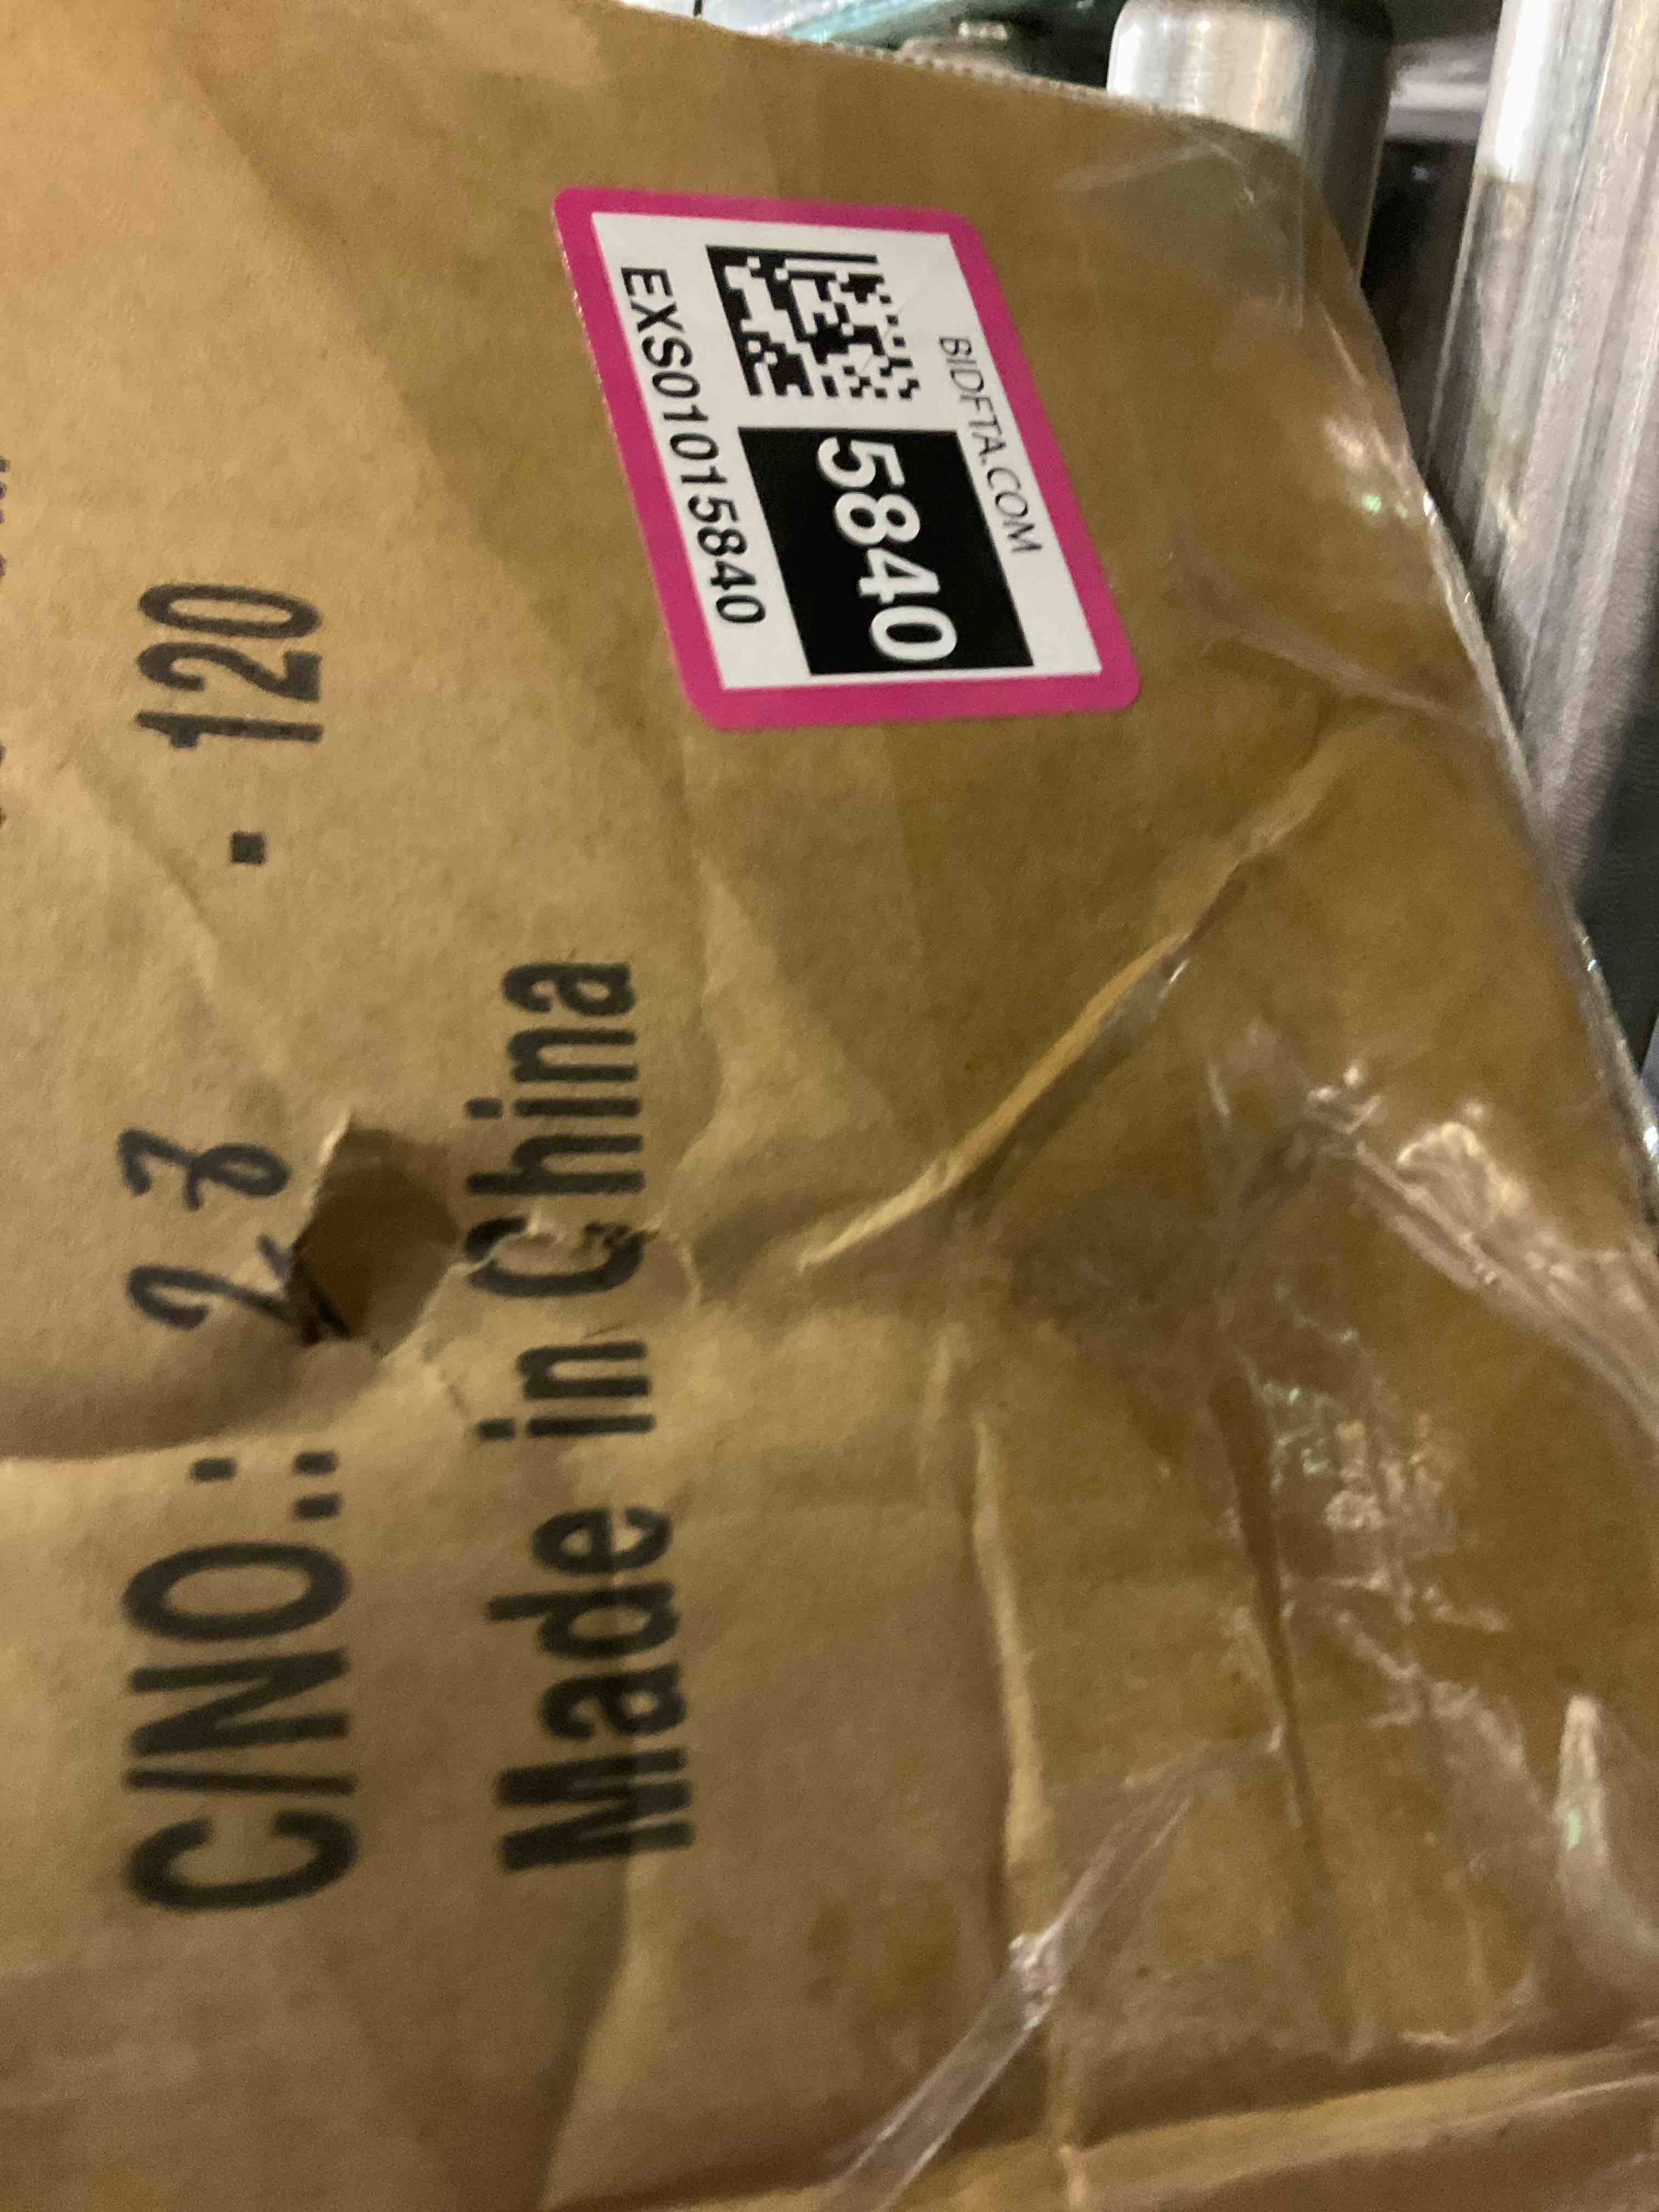 BIDFTA.COM
5840
EXS01015840
C/NO.: 23 - 120
Made in China